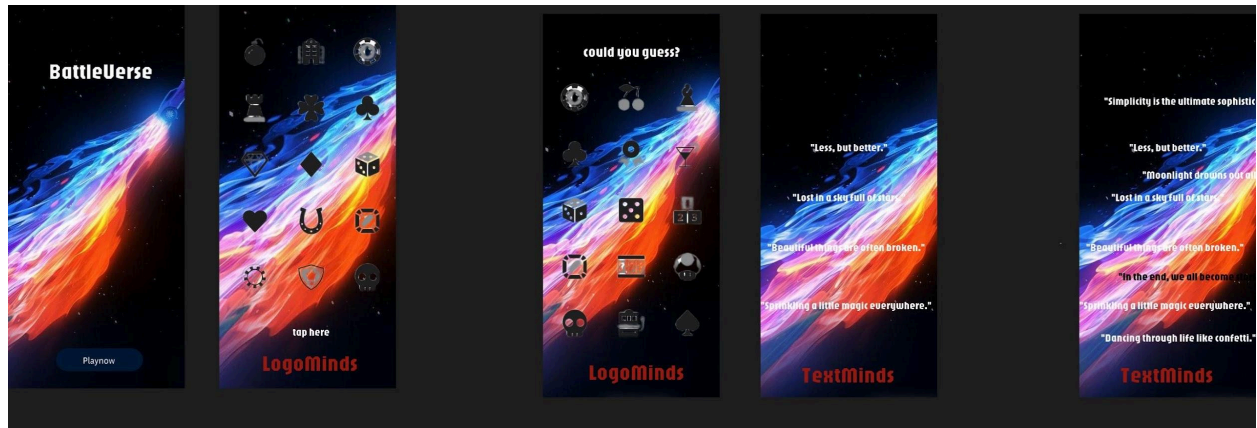 BattleVerse
Playnow
tap here
LogoMinds
could you guess?
2 3
LogoMinds
"Less, but better."
"Lost in a sky full of stars."
"Beautiful things are often broken."
"Sprinkling a little magic everywhere."
TextMinds
"Simplicity is the ultimate sophistic
"Less, but better."
"Moonlight drowns out all
"Lost in a sky full of stars."
"Beautiful things are often broken."
"In the end, we all become
"Sprinkling a little magic everywhere."
"Dancing through life like confetti."
TextMinds